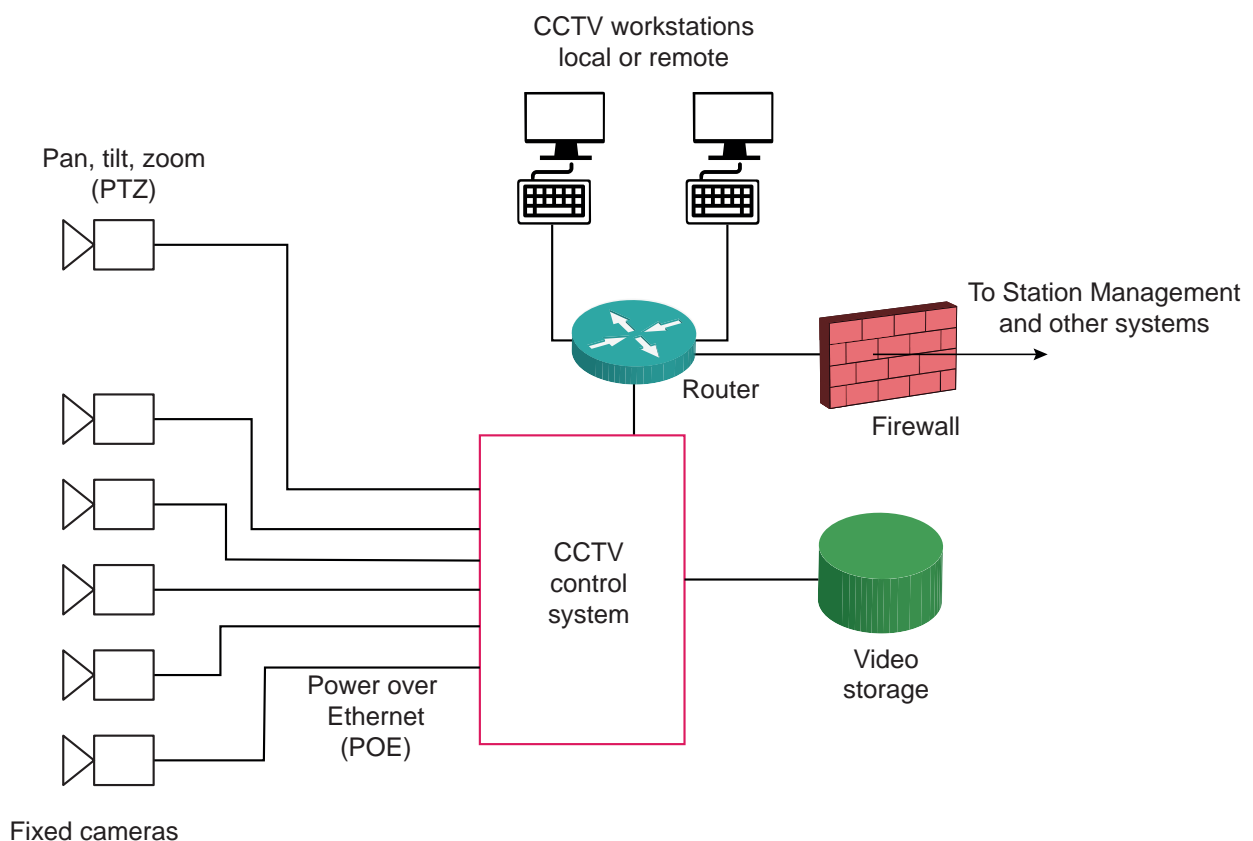 CCTV workstations
local or remote
Pan, tilt, zoom
(PTZ)
To Station Management
and other systems
Router
Firewall
CCTV
control
system
Video
storage
Power over
Ethernet
(POE)
Fixed cameras